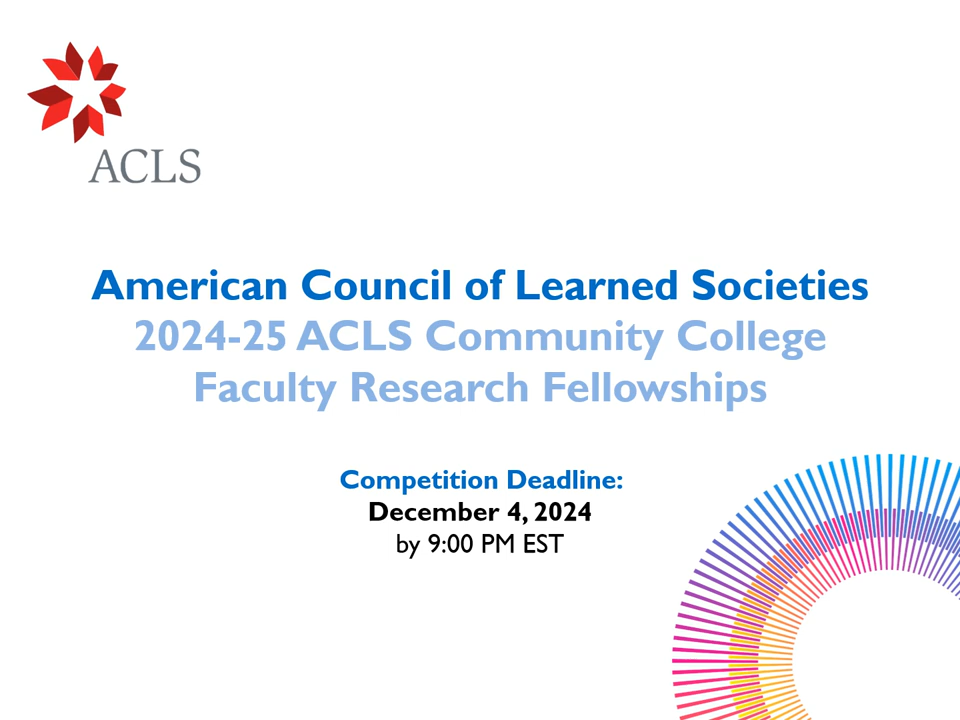 ACLS
American Council of Learned Societies
2024-25 ACLS Community College
Faculty Research Fellowships
Competition Deadline:
December 4, 2024
by 9:00 PM EST